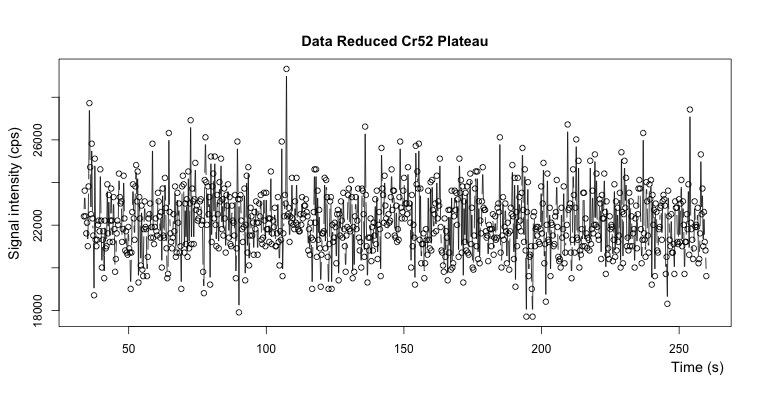 Data Reduced Cr52 Plateau
Signal intensity (cps)
26000
22000
18000
50 100 150 200 250
Time (s)